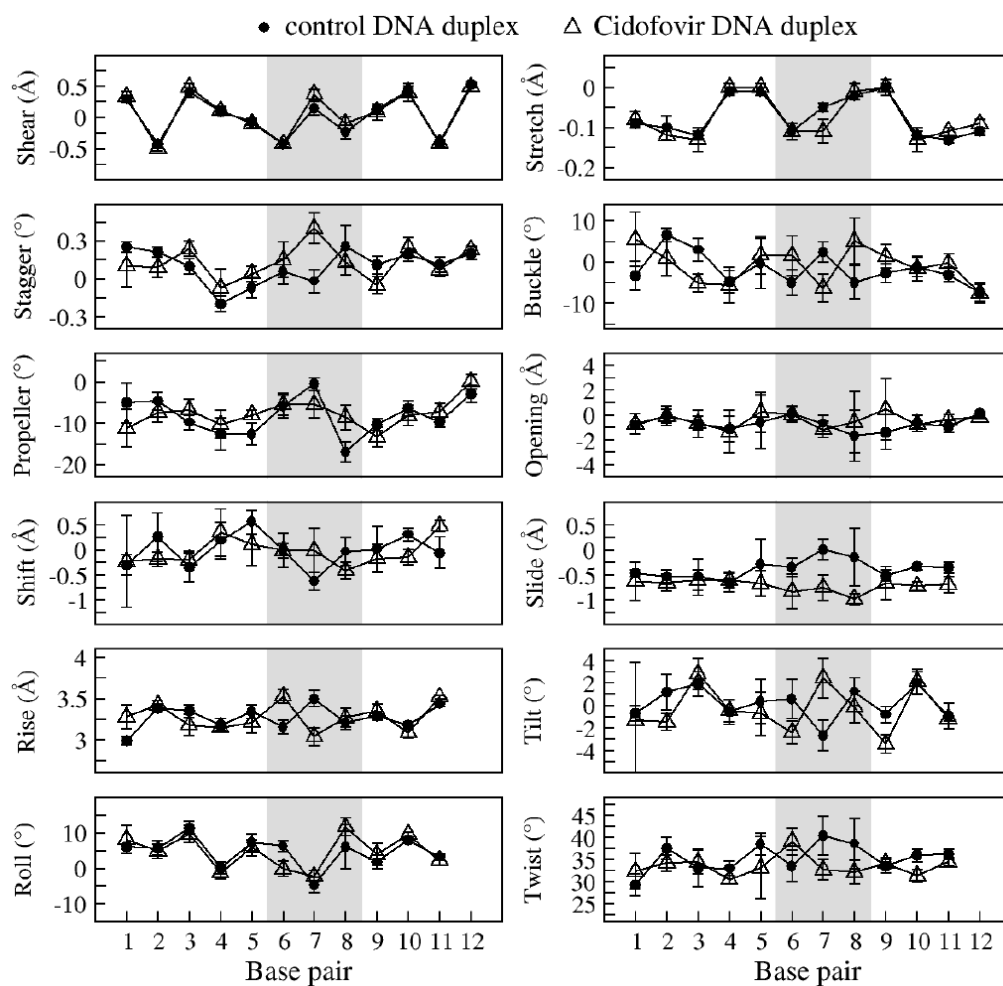 control DNA duplex
Cidofovir DNA duplex
Shear (Å)
0.5
0
-0.5
Stretch (Å)
0
-0.1
-0.2
Stagger (°)
0.3
0
-0.3
Buckle (°)
10
0
-10
Propeller (°)
0
-10
-20
Opening (Å)
4
2
0
-2
-4
Shift (Å)
0.5
0
-0.5
-1
Slide (Å)
0.5
0
-0.5
-1
Rise (Å)
4
3.5
3
Tilt (°)
4
2
0
-2
-4
Roll (°)
10
0
-10
Twist (°)
45
40
35
30
25
1 2 3 4 5 6 7 8 9 10 11 12
1 2 3 4 5 6 7 8 9 10 11 12
Base pair
Base pair